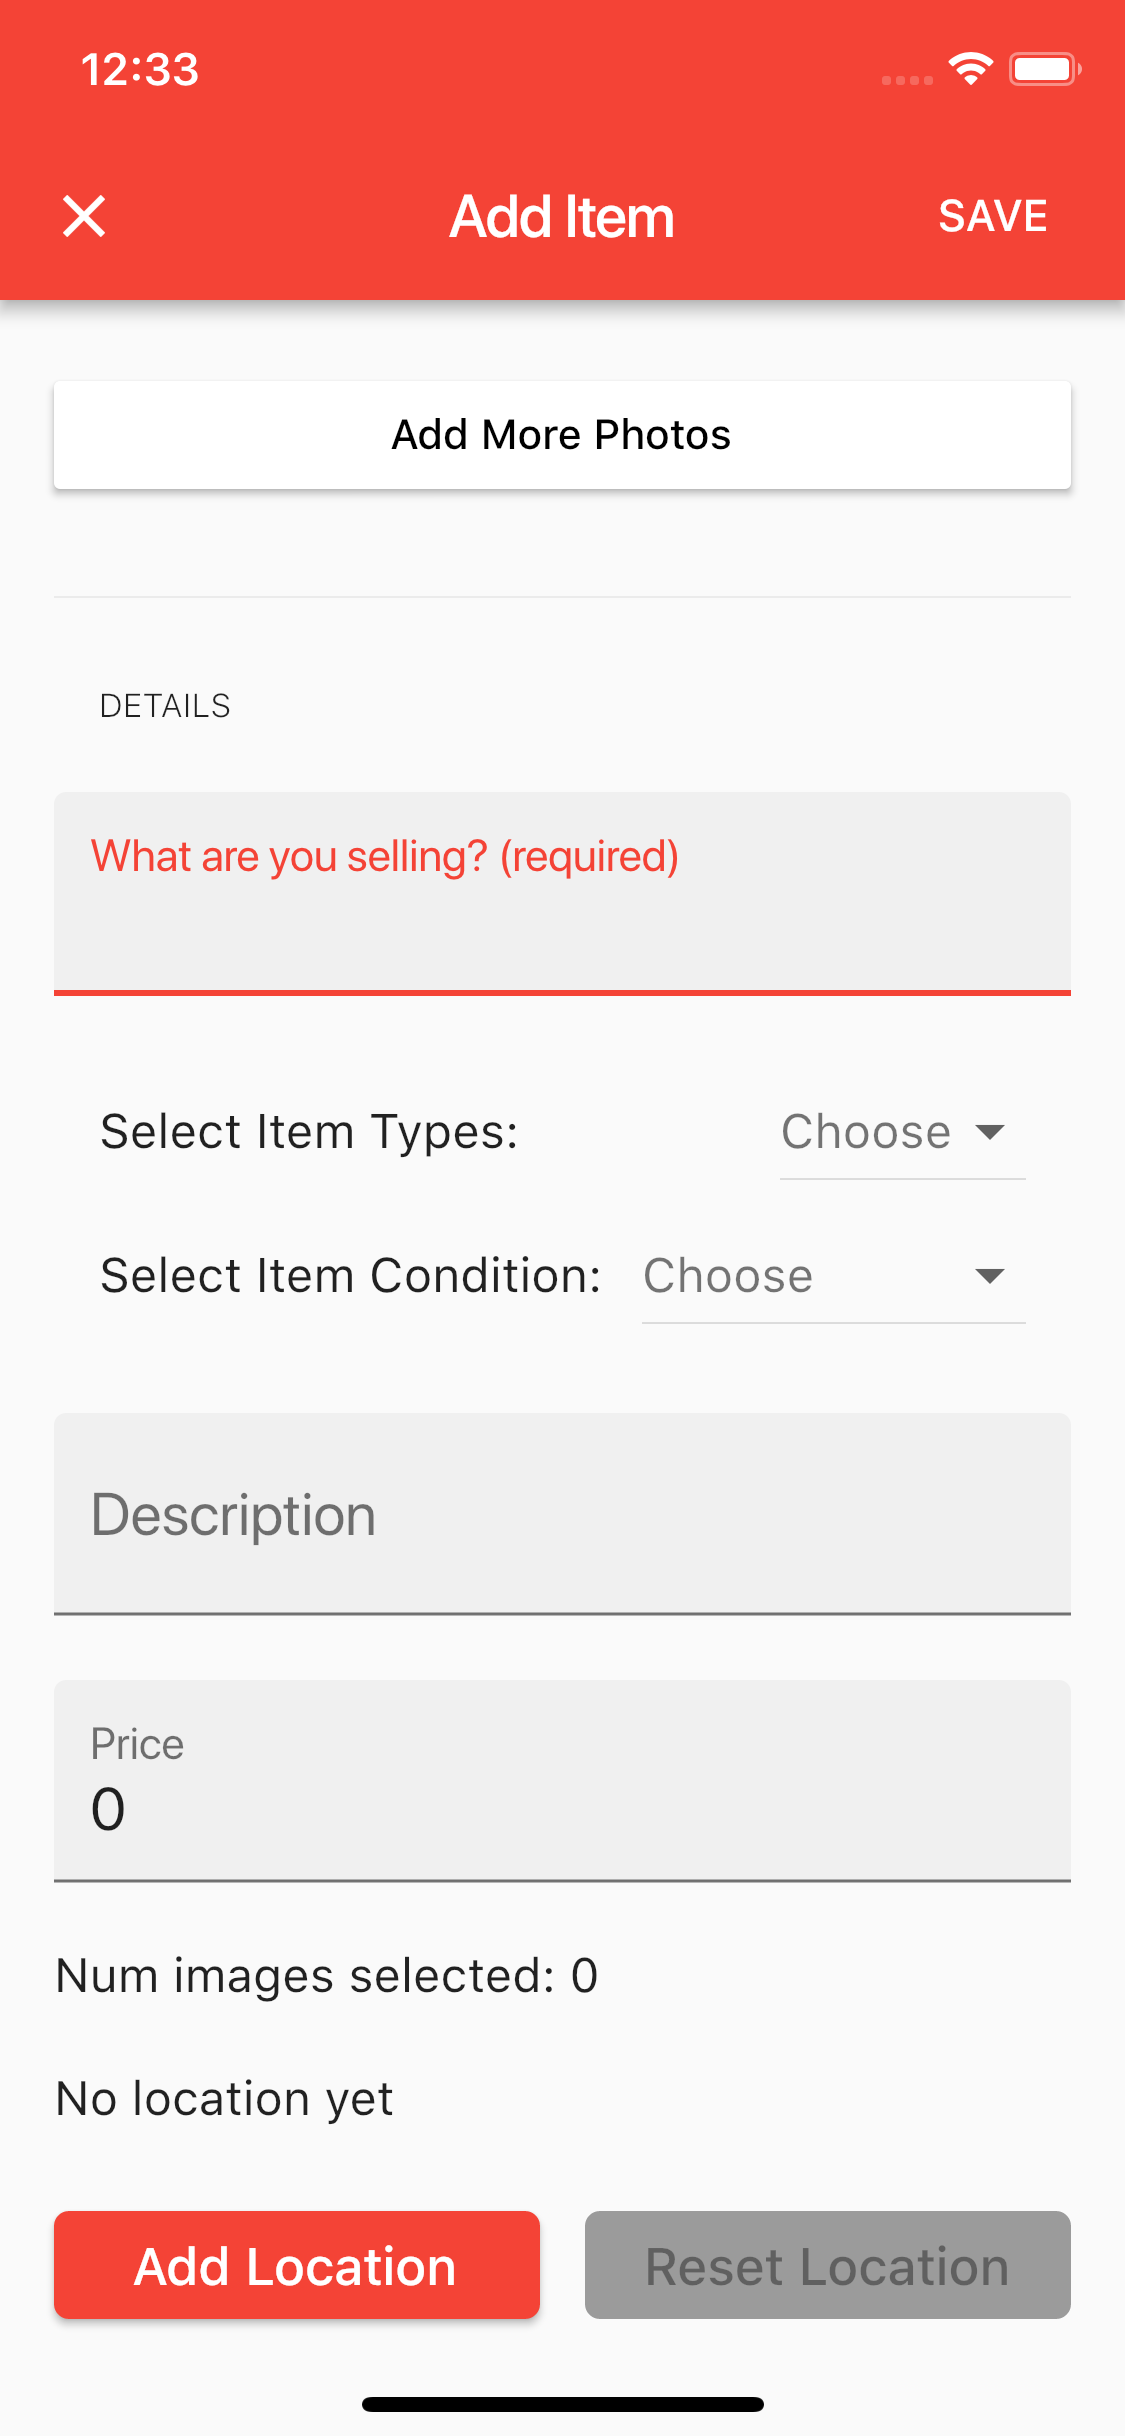 12:33
Add Item
SAVE
Add More Photos
DETAILS
What are you selling? (required)
Select Item Types:
Choose
Select Item Condition:
Choose
Description
Price
0
Num images selected: 0
No location yet
Add Location
Reset Location